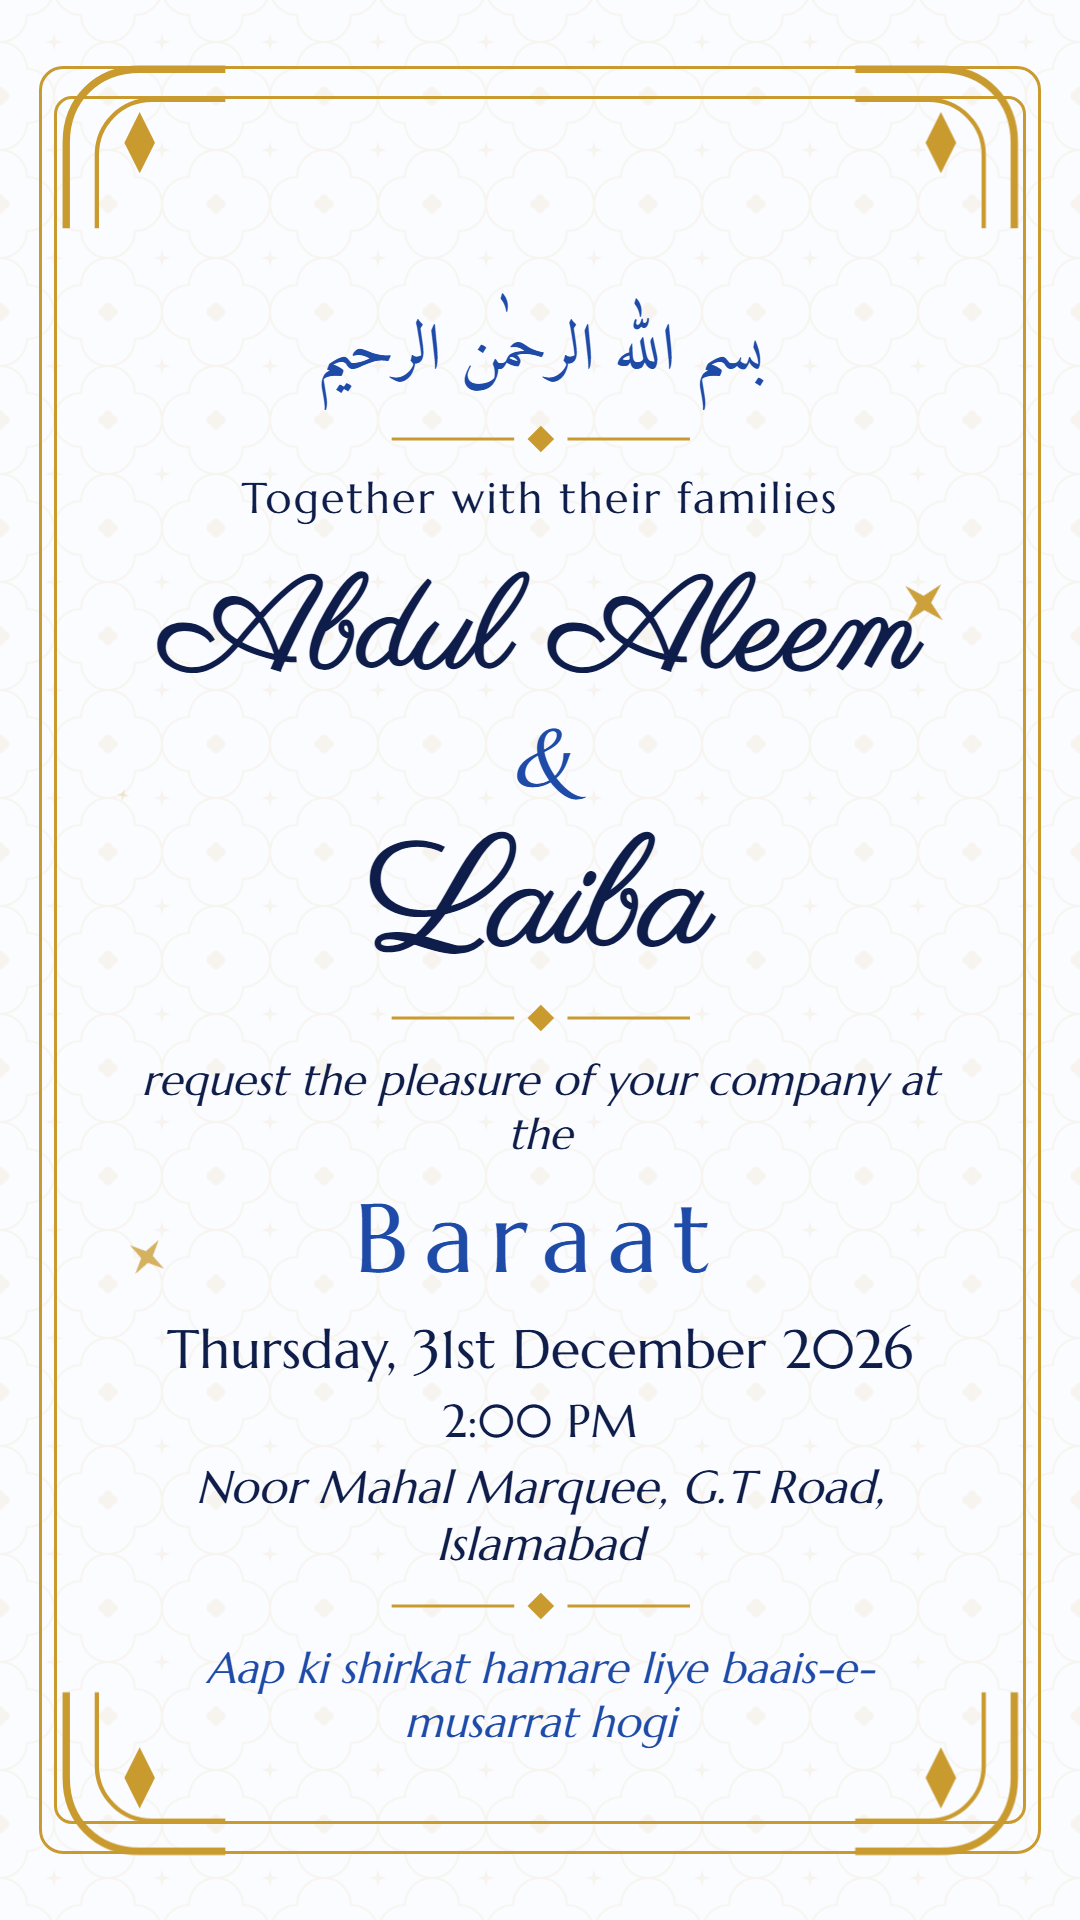 بسم الله الرحمٰن الرحيم
Together with their families
Abdul Aleem
&
Laiba
request the pleasure of your company at
the
Baraat
Thursday, 31st December 2026
2:00 PM
Noor Mahal Marquee, G.T Road,
Islamabad
Aap ki shirkat hamare liye baais-e-
musarrat hogi